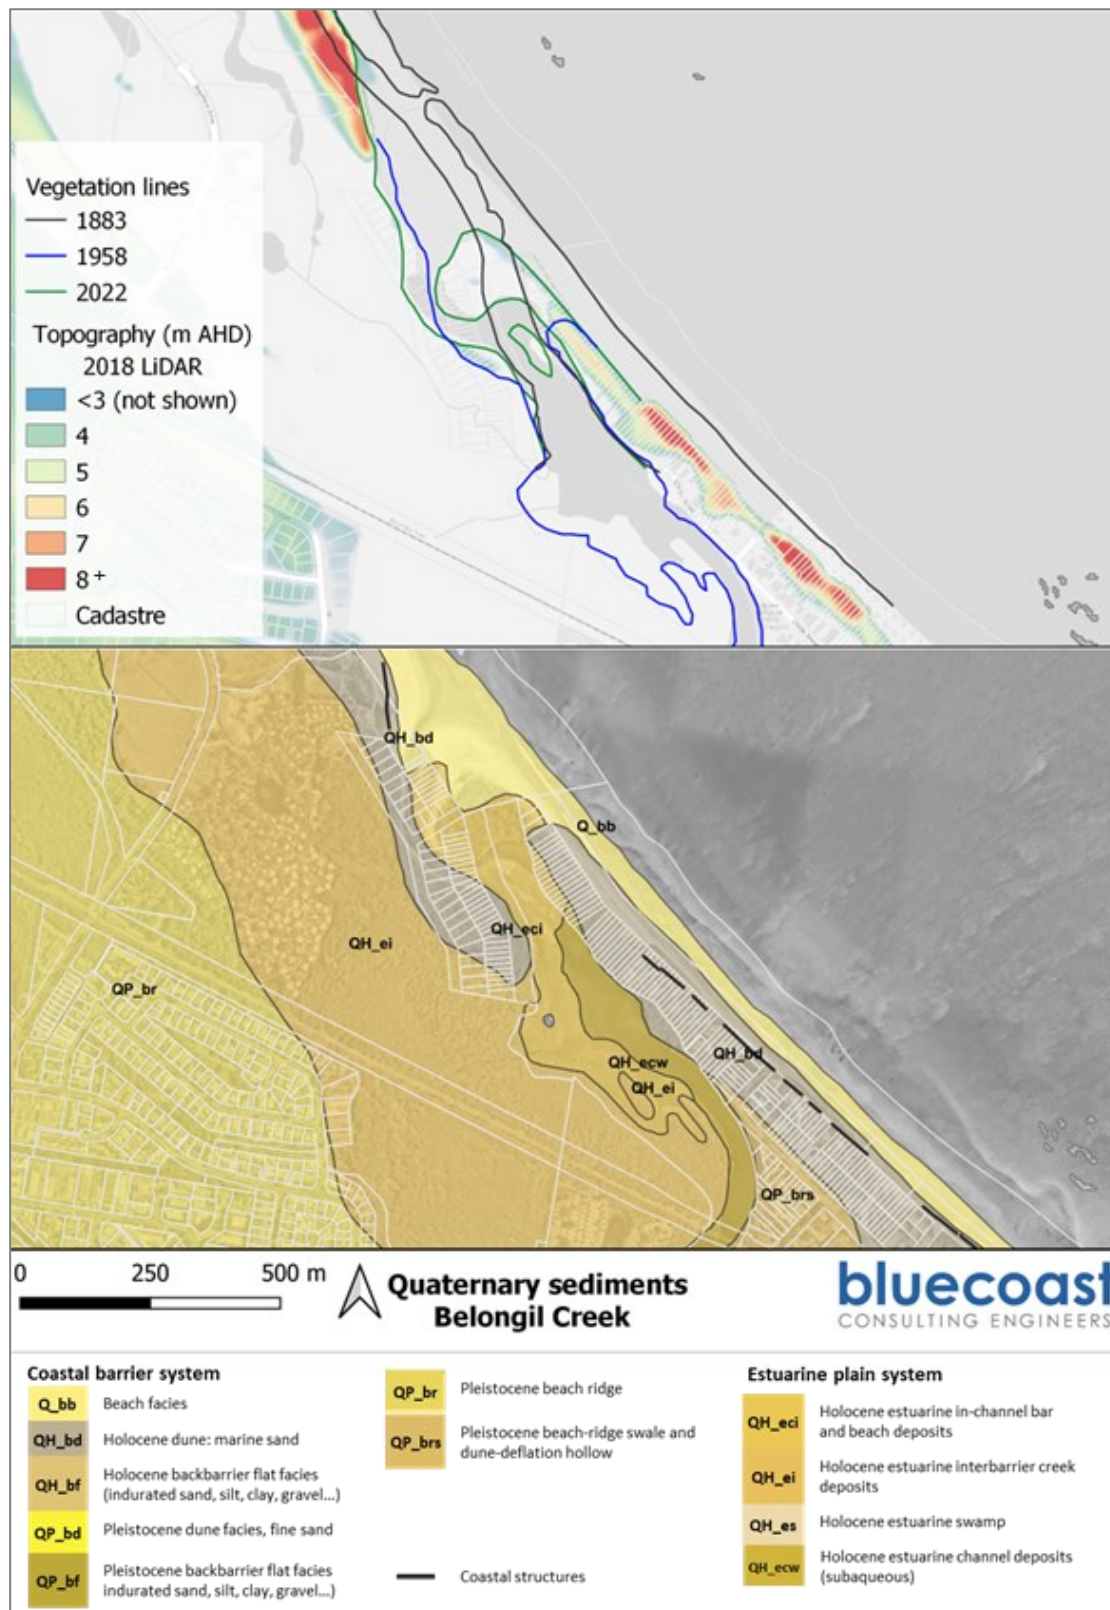 Vegetation lines
1883
1958
2022
Topography (m AHD)
2018 LiDAR
<3 (not shown)
4
5
6
7
8+
Cadastre
QH_bd
Q_bb
QH_eci
QH_ei
QP_br
QH_ecw
QH_bd
QH_ei
QP_brs
0 250 500 m
Quaternary sediments
Belongil Creek
bluecoast
CONSULTING ENGINEERS
Coastal barrier system
Q_bb Beach facies
QH_bd Holocene dune: marine sand
QH_bf Holocene backbarrier flat facies
(indurated sand, silt, clay, gravel...)
QP_bd Pleistocene dune facies, fine sand
QP_bf Pleistocene backbarrier flat facies
indurated sand, silt, clay, gravel...)
QP_br Pleistocene beach ridge
QP_brs Pleistocene beach-ridge swale and
dune-deflation hollow
Coastal structures
Estuarine plain system
QH_eci Holocene estuarine in-channel bar
and beach deposits
QH_ei Holocene estuarine interbarrier creek
deposits
QH_es Holocene estuarine swamp
QH_ecw Holocene estuarine channel deposits
(subaqueous)